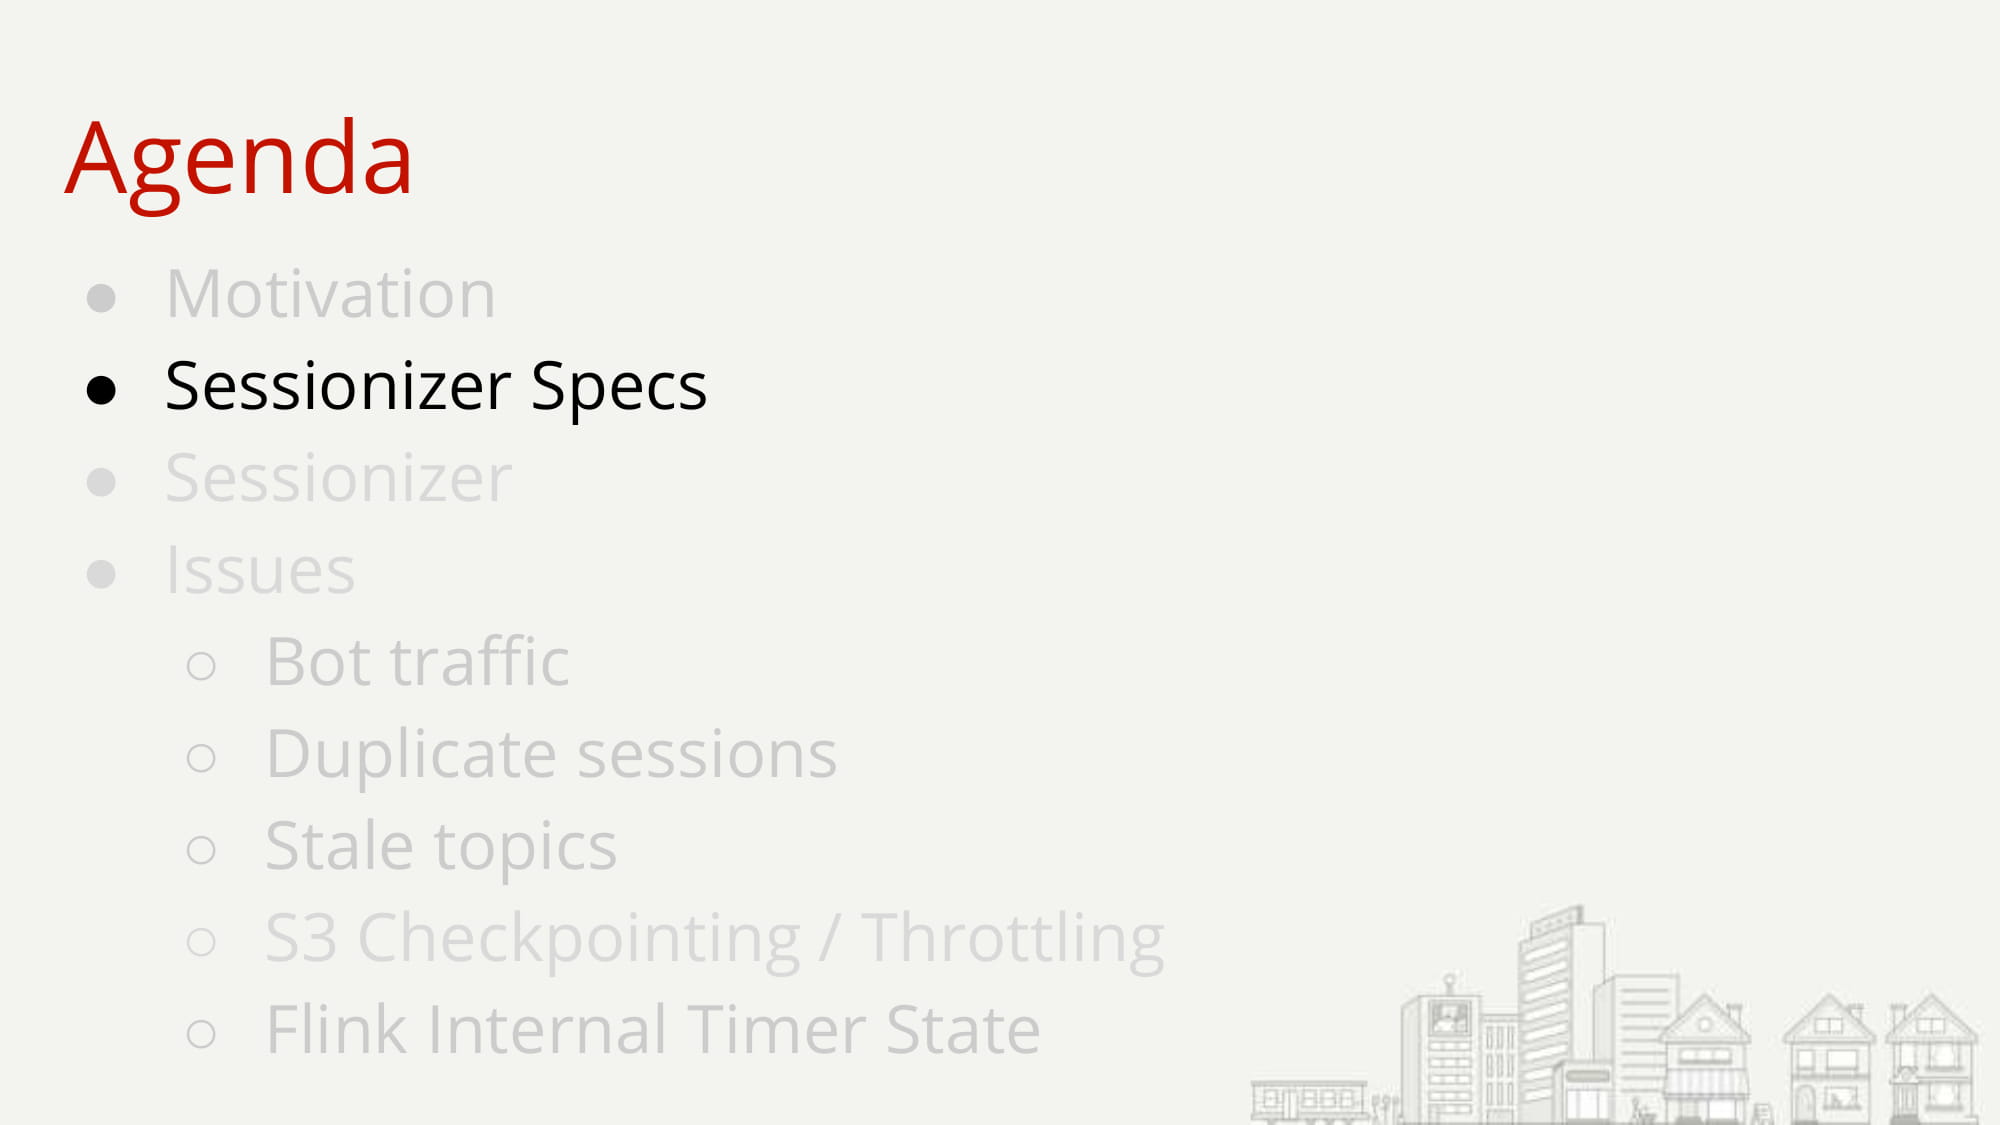 Agenda
● Motivation
● Sessionizer Specs
● Sessionizer
● Issues
○ Bot traffic
○ Duplicate sessions
○ Stale topics
○ S3 Checkpointing / Throttling
○ Flink Internal Timer State